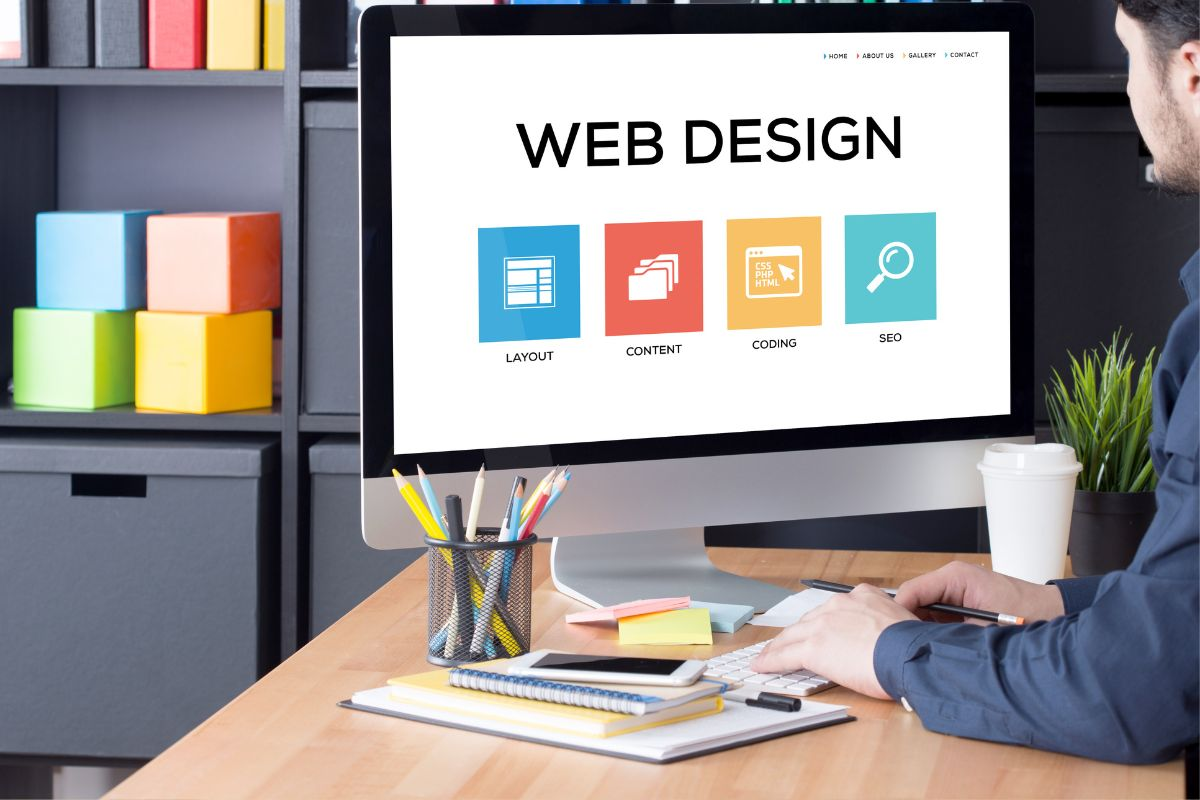 HOME ABOUT US GALLERY CONTACT
WEB DESIGN
CSS
PHP
HTML
LAYOUT CONTENT CODING SEO